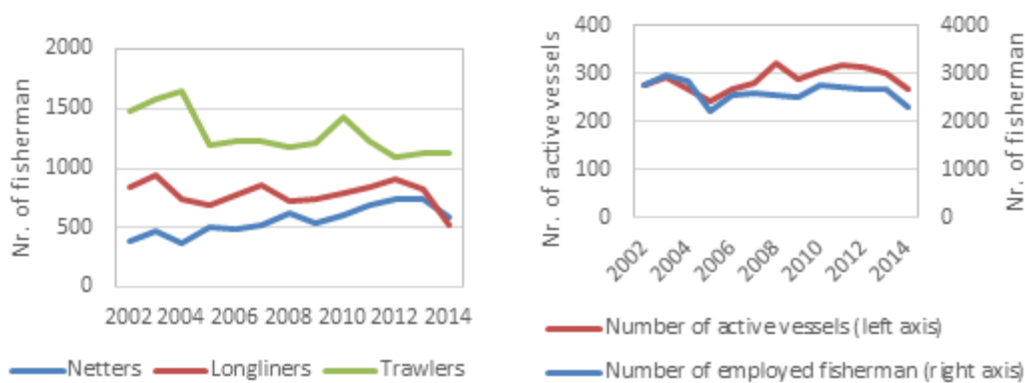 Nr. of fisherman
2000
1500
1000
500
0
2002 2004 2006 2008 2010 2012 2014
Netters Longliners Trawlers
Nr. of active vessels
400
300
200
100
0
4000
3000
2000
1000
0
Nr. of fisherman
2002 2004 2006 2008 2010 2012 2014
Number of active vessels (left axis)
Number of employed fisherman (right axis)